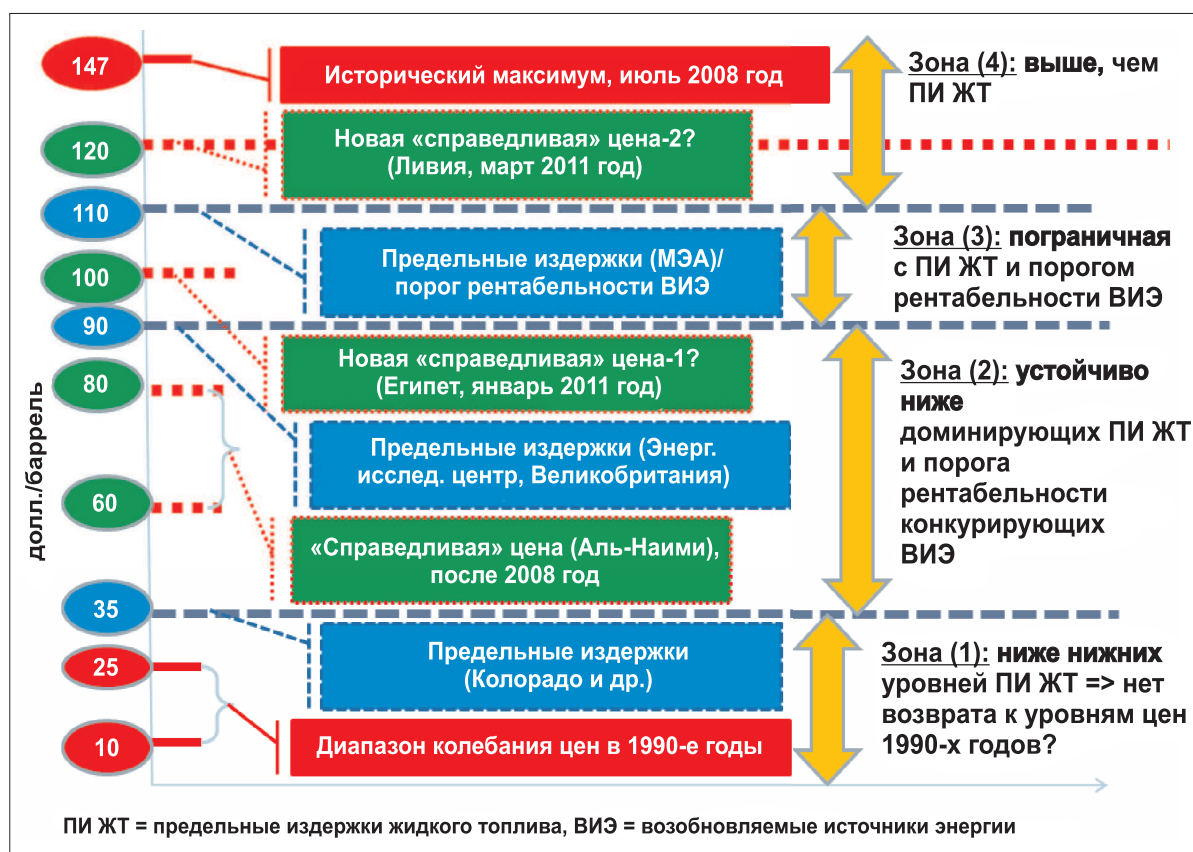 147
Исторический максимум, июль 2008 год
Зона (4): выше, чем
ПИ ЖТ
120
Новая «справедливая» цена-2?
(Ливия, март 2011 год)
110
Предельные издержки (МЭА)/
порог рентабельности ВИЭ
Зона (3): пограничная
с ПИ ЖТ и порогом
рентабельности ВИЭ
100
90
Новая «справедливая» цена-1?
(Египет, январь 2011 год)
80
Предельные издержки (Энерг.
исслед. центр, Великобритания)
Зона (2): устойчиво
ниже
доминирующих ПИ ЖТ
и порога
рентабельности
конкурирующих
ВИЭ
60
«Справедливая» цена (Аль-Наими),
после 2008 год
долл./баррель
35
Предельные издержки
(Колорадо и др.)
25
Зона (1): ниже нижних
уровней ПИ ЖТ => нет
возврата к уровням цен
1990-х годов?
10
Диапазон колебания цен в 1990-е годы
ПИ ЖТ = предельные издержки жидкого топлива, ВИЭ = возобновляемые источники энергии